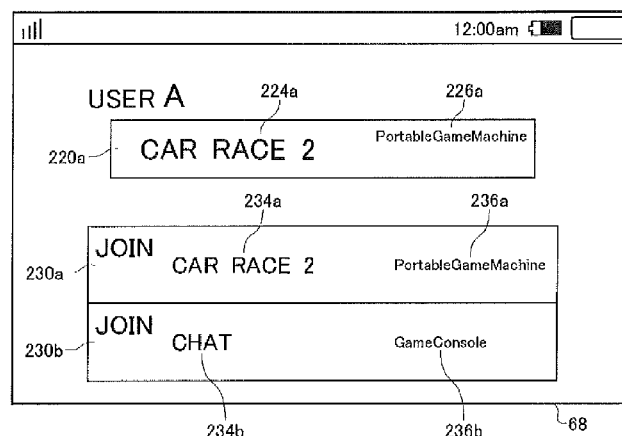 12:00am
USER A
224a
226a
220a
CAR RACE 2
PortableGameMachine
234a
236a
230a
JOIN
CAR RACE 2
PortableGameMachine
230b
JOIN
CHAT
GameConsole
234b
236b
68